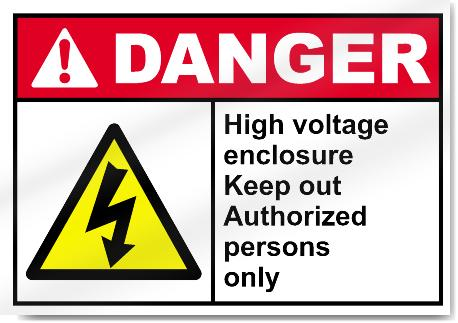 DANGER
High voltage
enclosure
Keep out
Authorized
persons
only